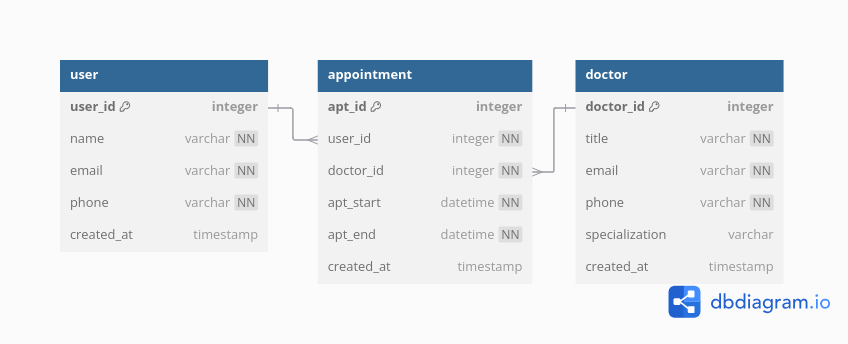 user
user_id integer
name varchar NN
email varchar NN
phone varchar NN
created_at timestamp
appointment
apt_id integer
user_id integer NN
doctor_id integer NN
apt_start datetime NN
apt_end datetime NN
created_at timestamp
doctor
doctor_id integer
title varchar NN
email varchar NN
phone varchar NN
specialization varchar
created_at timestamp
dbdiagram.io